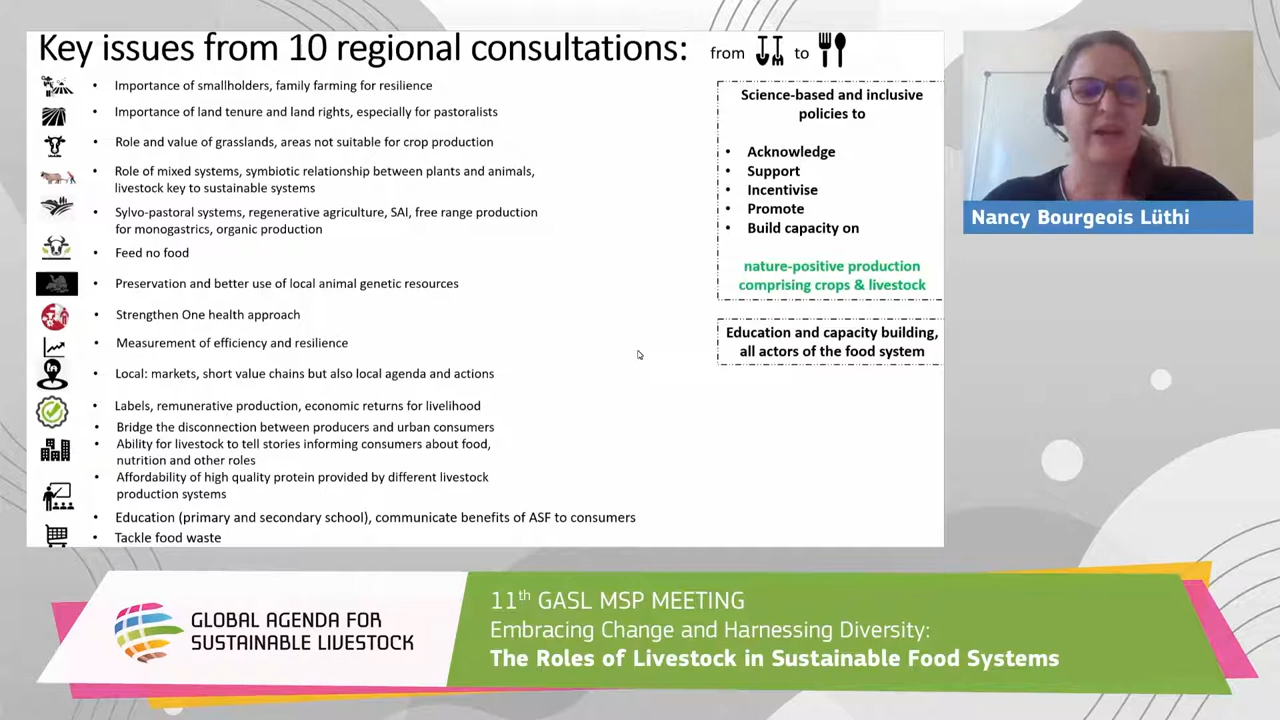 Key issues from 10 regional consultations:
from to
Importance of smallholders, family farming for resilience
Importance of land tenure and land rights, especially for pastoralists
Role and value of grasslands, areas not suitable for crop production
Role of mixed systems, symbiotic relationship between plants and animals,
livestock key to sustainable systems
Sylvo-pastoral systems, regenerative agriculture, SAI, free range production
for monogastrics, organic production
Feed no food
Preservation and better use of local animal genetic resources
Strengthen One health approach
Measurement of efficiency and resilience
Local: markets, short value chains but also local agenda and actions
Labels, remunerative production, economic returns for livelihood
Bridge the disconnection between producers and urban consumers
Ability for livestock to tell stories informing consumers about food,
nutrition and other roles
Affordability of high quality protein provided by different livestock
production systems
Education (primary and secondary school), communicate benefits of ASF to consumers
Tackle food waste
Science-based and inclusive
policies to
Acknowledge
Support
Incentivise
Promote
Build capacity on
nature-positive production
comprising crops & livestock
Education and capacity building,
all actors of the food system
Nancy Bourgeois Lüthi
GLOBAL AGENDA FOR
SUSTAINABLE LIVESTOCK
11th GASL MSP MEETING
Embracing Change and Harnessing Diversity:
The Roles of Livestock in Sustainable Food Systems